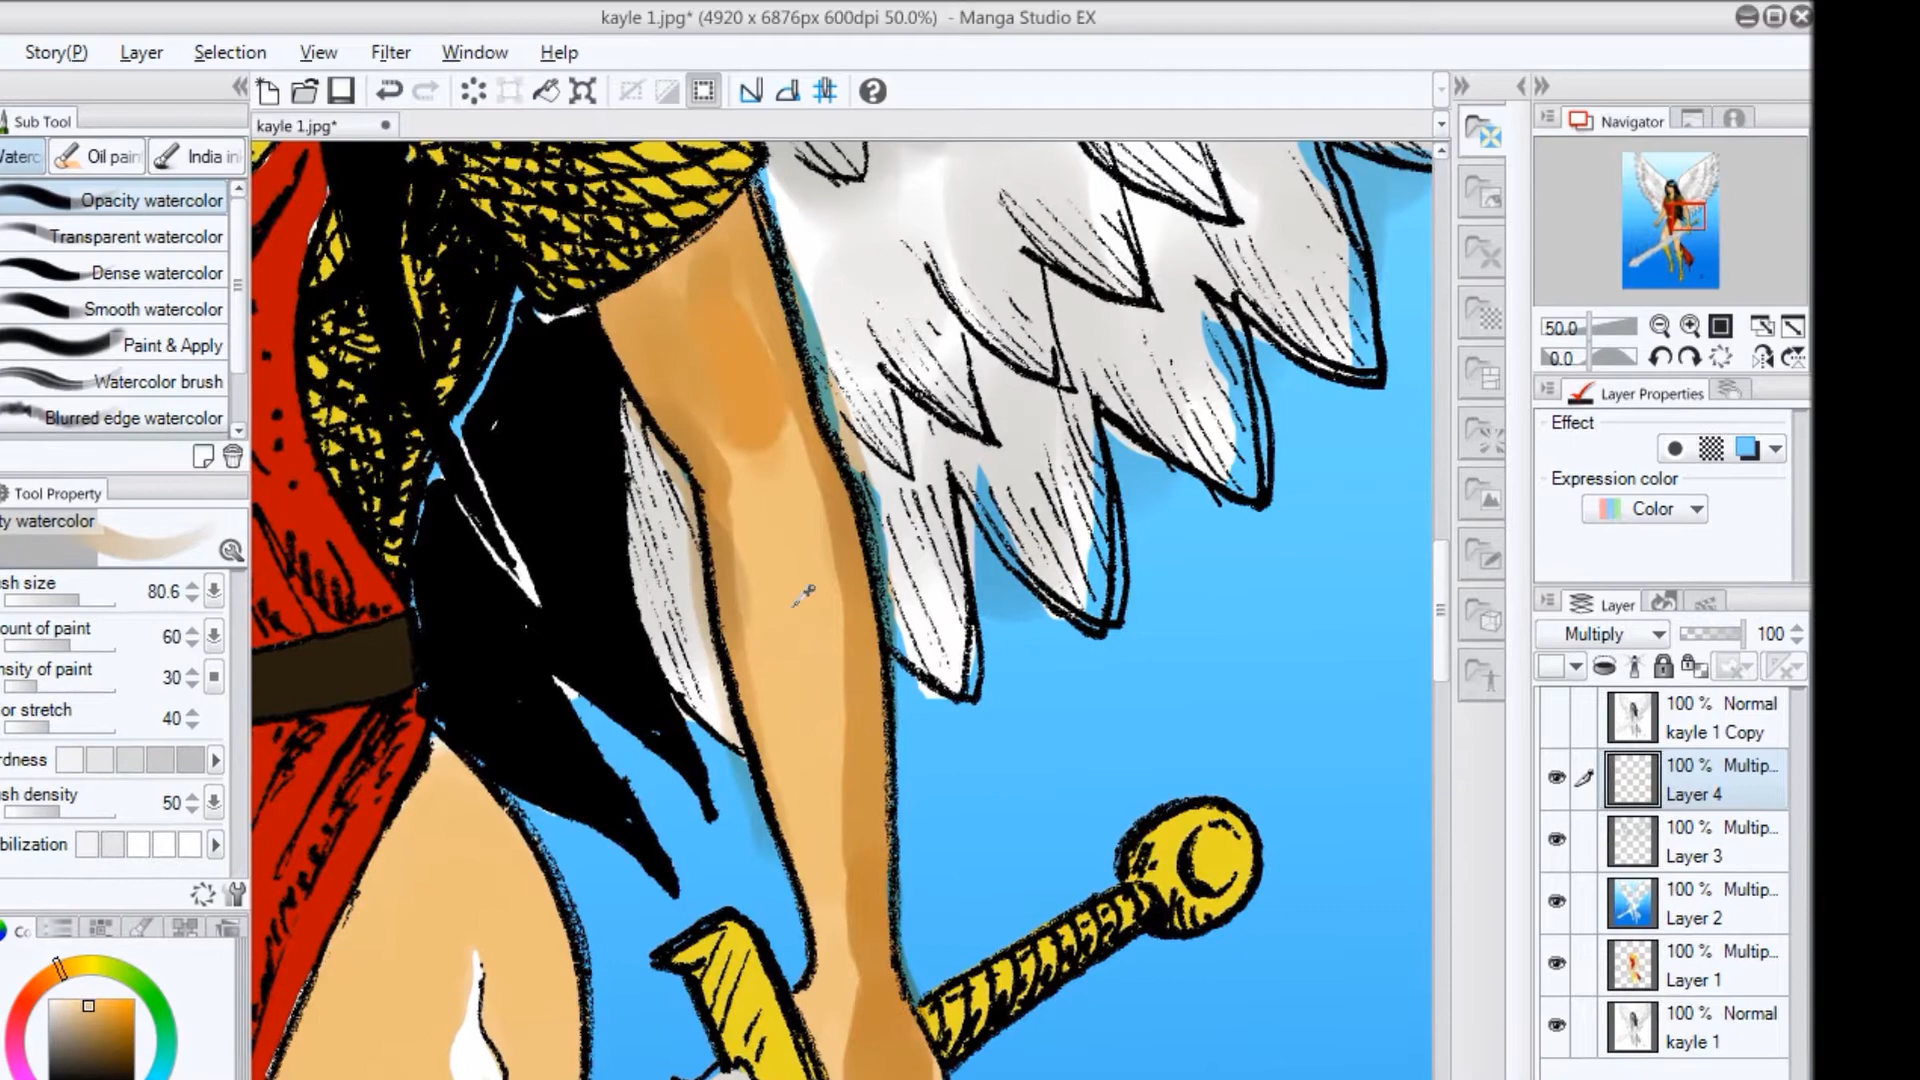 kayle 1.jpg* (4920 x 6876px 600dpi 50.0%) - Manga Studio EX
Story(P) Layer Selection View Filter Window Help
Sub Tool
kayle 1.jpg*
Navigator
Waterc Oil pain India in
Opacity watercolor
Transparent watercolor
Dense watercolor
Smooth watercolor
Paint & Apply
Watercolor brush
Blurred edge watercolor
Tool Property
ty watercolor
sh size 80.6
ount of paint 60
nsity of paint 30
or stretch 40
rdness
sh density 50
bilization
Co
50.0
0.0
Layer Properties
Effect
Expression color
Color
Layer
Multiply 100
100 % Normal
kayle 1 Copy
100 % Multip...
Layer 4
100 % Multip...
Layer 3
100 % Multip...
Layer 2
100 % Multip...
Layer 1
100 % Normal
kayle 1